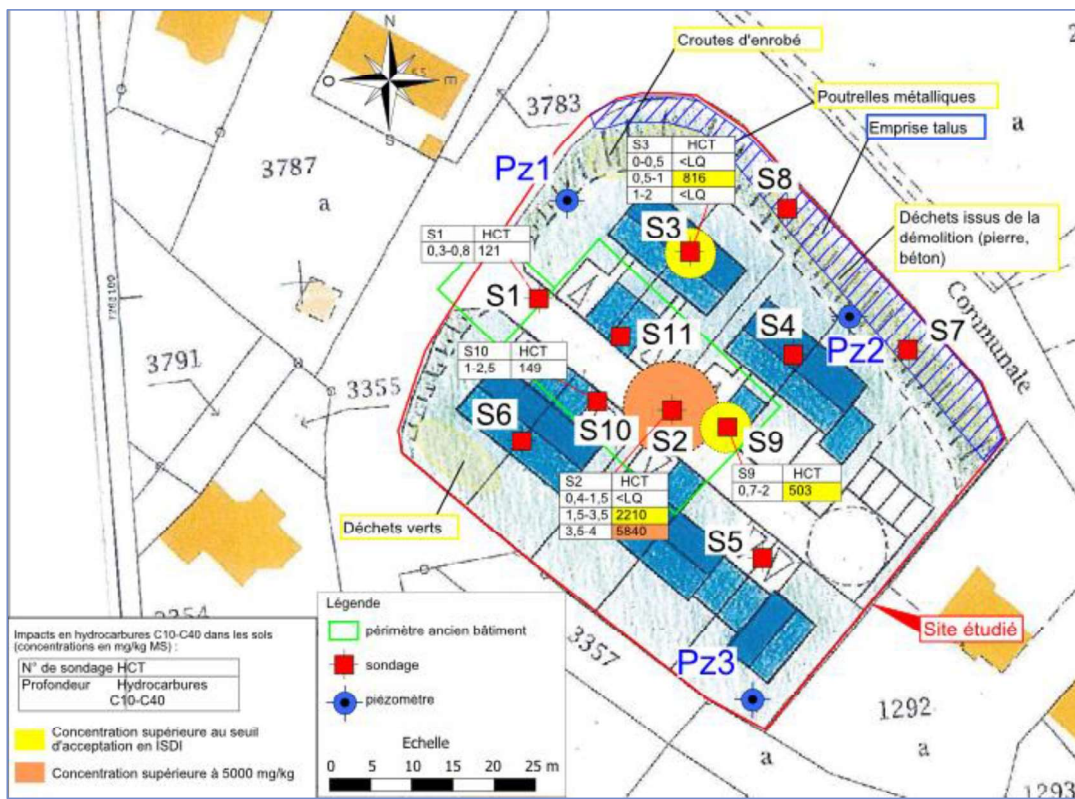 N
E
S
O
3783
3787
a
3791
3355
3354
3357
1292
1293
a
a
a
a
2
Communale
Croutes d'enrobé
Poutrelles métalliques
Emprise talus
Déchets issus de la
démolition (pierre,
béton)
Déchets verts
Site étudié
Pz1
Pz2
Pz3
S1
S2
S3
S4
S5
S6
S7
S8
S9
S10
S11
S3 HCT
0-0,5 <LQ
0,5-1 816
1-2 <LQ
S1 HCT
0,3-0,8 121
S10 HCT
1-2,5 149
S2 HCT
0,4-1,5 <LQ
1,5-3,5 2210
3,5-4 5840
S9 HCT
0,7-2 503
Impacts en hydrocarbures C10-C40 dans les sols
(concentrations en mg/kg MS) :
N° de sondage HCT
Profondeur Hydrocarbures
C10-C40
Concentration supérieure au seuil
d'acceptation en ISDI
Concentration supérieure à 5000 mg/kg
Légende
périmètre ancien bâtiment
sondage
piézomètre
Echelle
0 5 10 15 20 25 m